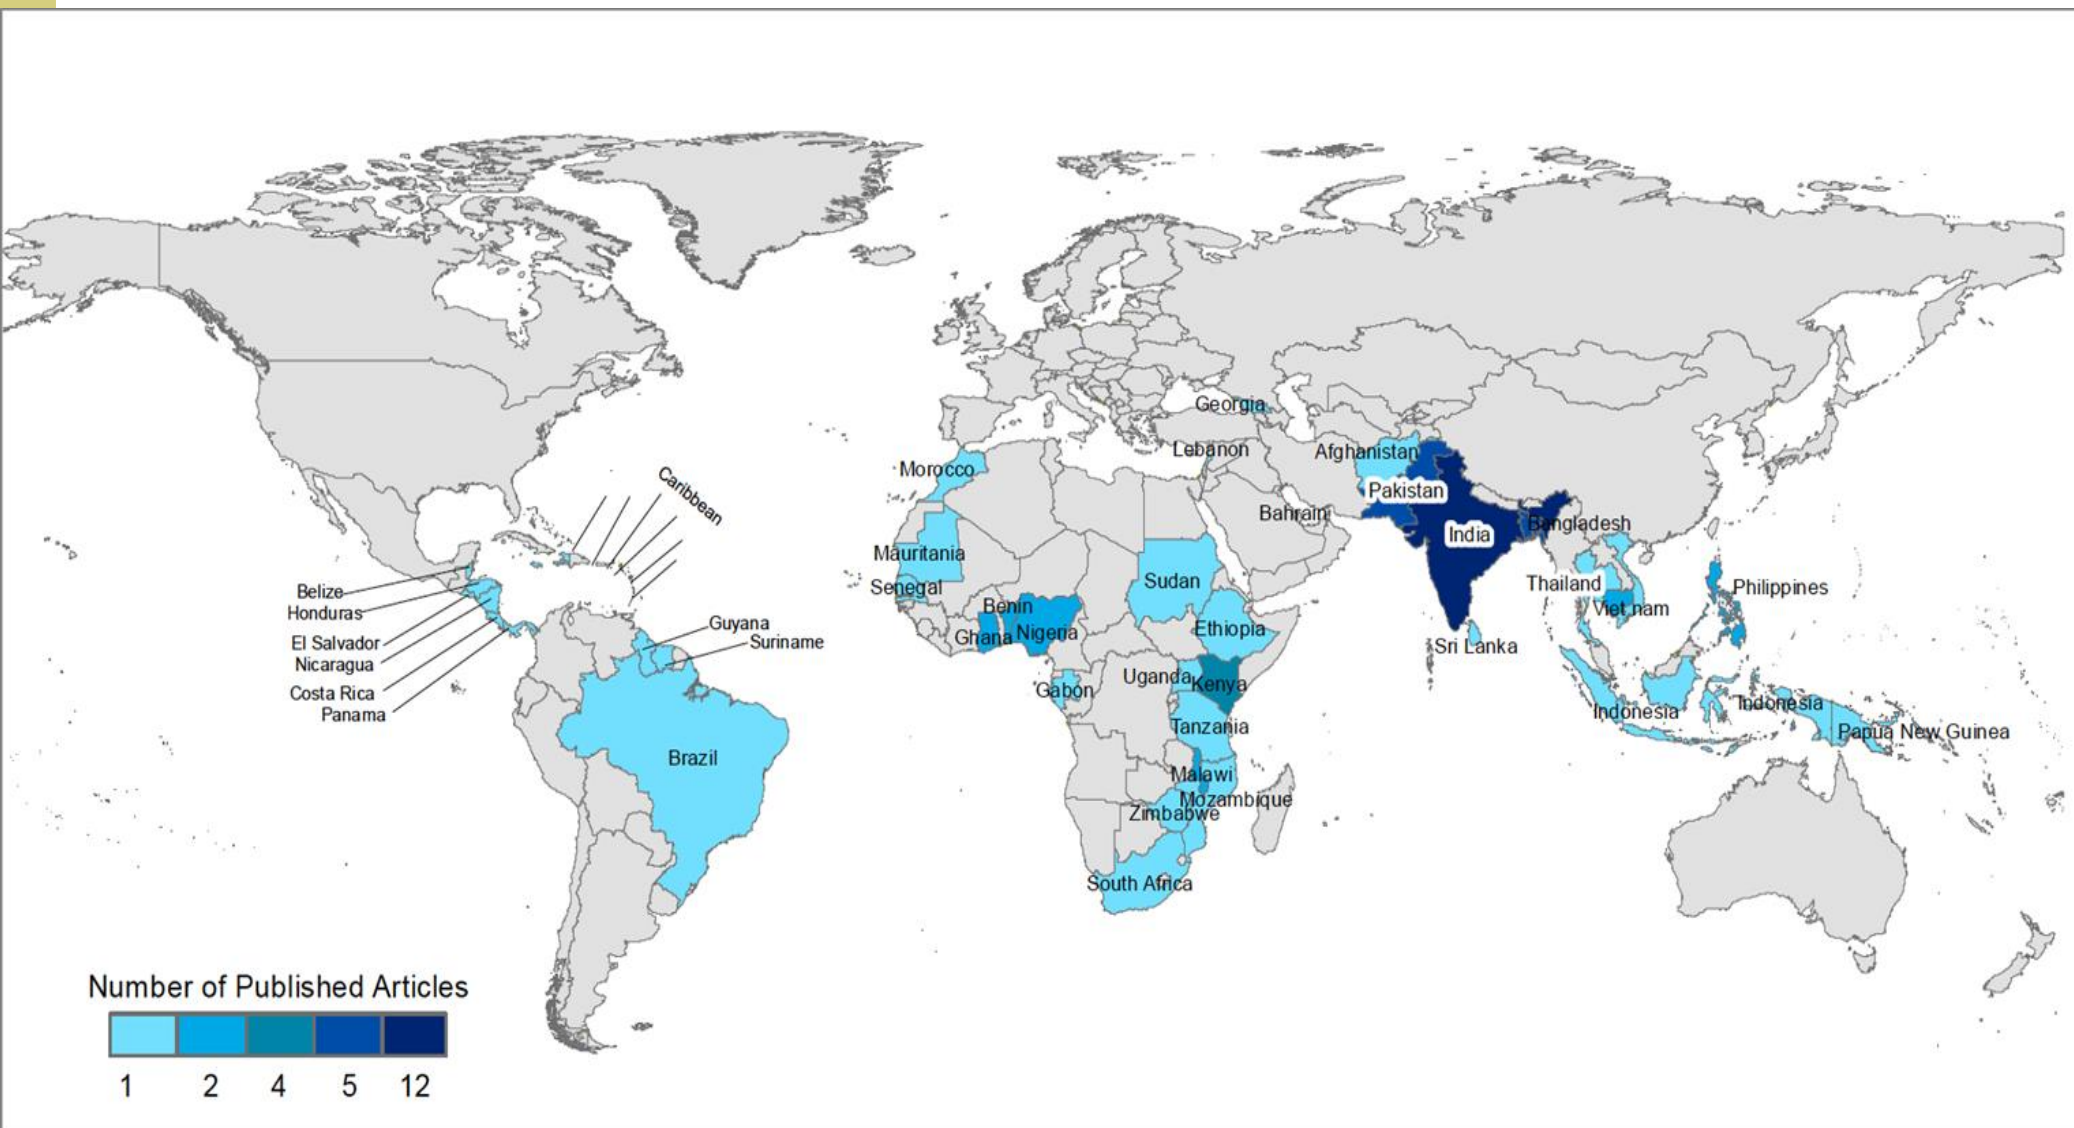 Caribbean
Belize
Honduras
El Salvador
Nicaragua
Costa Rica
Panama
Guyana
Suriname
Brazil
Georgia
Lebanon
Morocco
Bahrain
Mauritania
Senegal
Sudan
Benin
Ghana
Nigeria
Ethiopia
Gabon
Uganda
Kenya
Tanzania
Malawi
Mozambique
Zimbabwe
South Africa
Afghanistan
Pakistan
India
Bangladesh
Sri Lanka
Thailand
Viet nam
Philippines
Indonesia
Indonesia
Papua New Guinea
Number of Published Articles
1 2 4 5 12